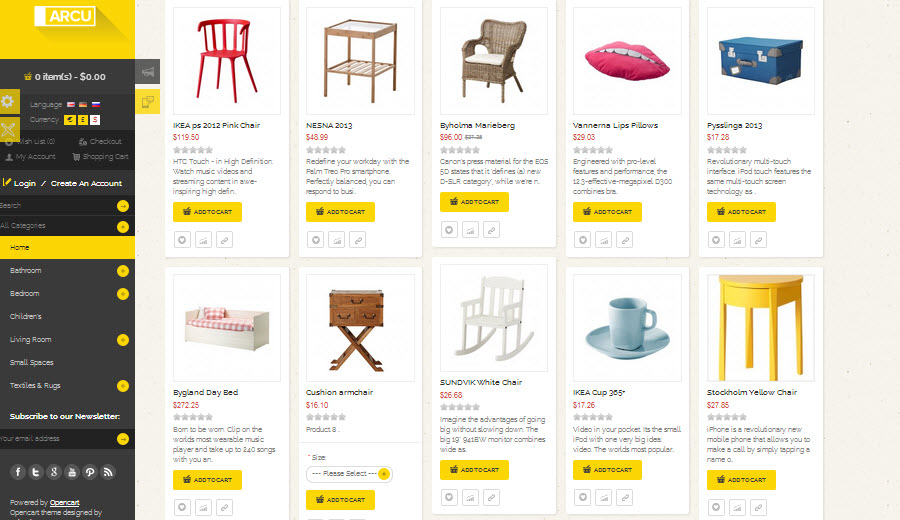 ARCU
0 item(s) - $0.00
Language
Currency € £ $
Wish List (0)
Checkout
My Account
Shopping Cart
Login / Create An Account
Search
All Categories
Home
Bathroom
Bedroom
Children's
Living Room
Small Spaces
Textiles & Rugs
Subscribe to our Newsletter:
Your email address
Powered by Opencart
Opencart theme designed by
IKEA ps 2012 Pink Chair
$119.50
HTC Touch - in High Definition.
Watch music videos and
streaming content in awe-
inspiring high defin..
ADD TO CART
NESNA 2013
$48.99
Redefine your workday with the
Palm Treo Pro smartphone.
Perfectly balanced, you can
respond to busi..
ADD TO CART
Byholma Marieberg
$96.00
Canon's press material for the EOS
5D states that it 'defines (a) new
D-SLR category', while we're n..
ADD TO CART
Vannerna Lips Pillows
$29.03
Engineered with pro-level
features and performance, the
12.3-effective-megapixel D300
combines bra..
ADD TO CART
Pysslinga 2013
$17.28
Revolutionary multi-touch
interface. iPod touch features the
same multi-touch screen
technology as ..
ADD TO CART
Bygland Day Bed
$272.25
Born to be worn. Clip on the
worlds most wearable music
player and take up to 240 songs
with you an..
ADD TO CART
Cushion armchair
$16.10
Product 8 ..
* Size:
--- Please Select ---
ADD TO CART
SUNDVIK White Chair
$26.68
Imagine the advantages of going
big without slowing down. The
big 19" 941BW monitor combines
wide as..
ADD TO CART
IKEA Cup 365+
$17.26
Video in your pocket. Its the small
iPod with one very big idea:
video. The worlds most popular..
ADD TO CART
Stockholm Yellow Chair
$27.85
iPhone is a revolutionary new
mobile phone that allows you to
make a call by simply tapping a
name o..
ADD TO CART